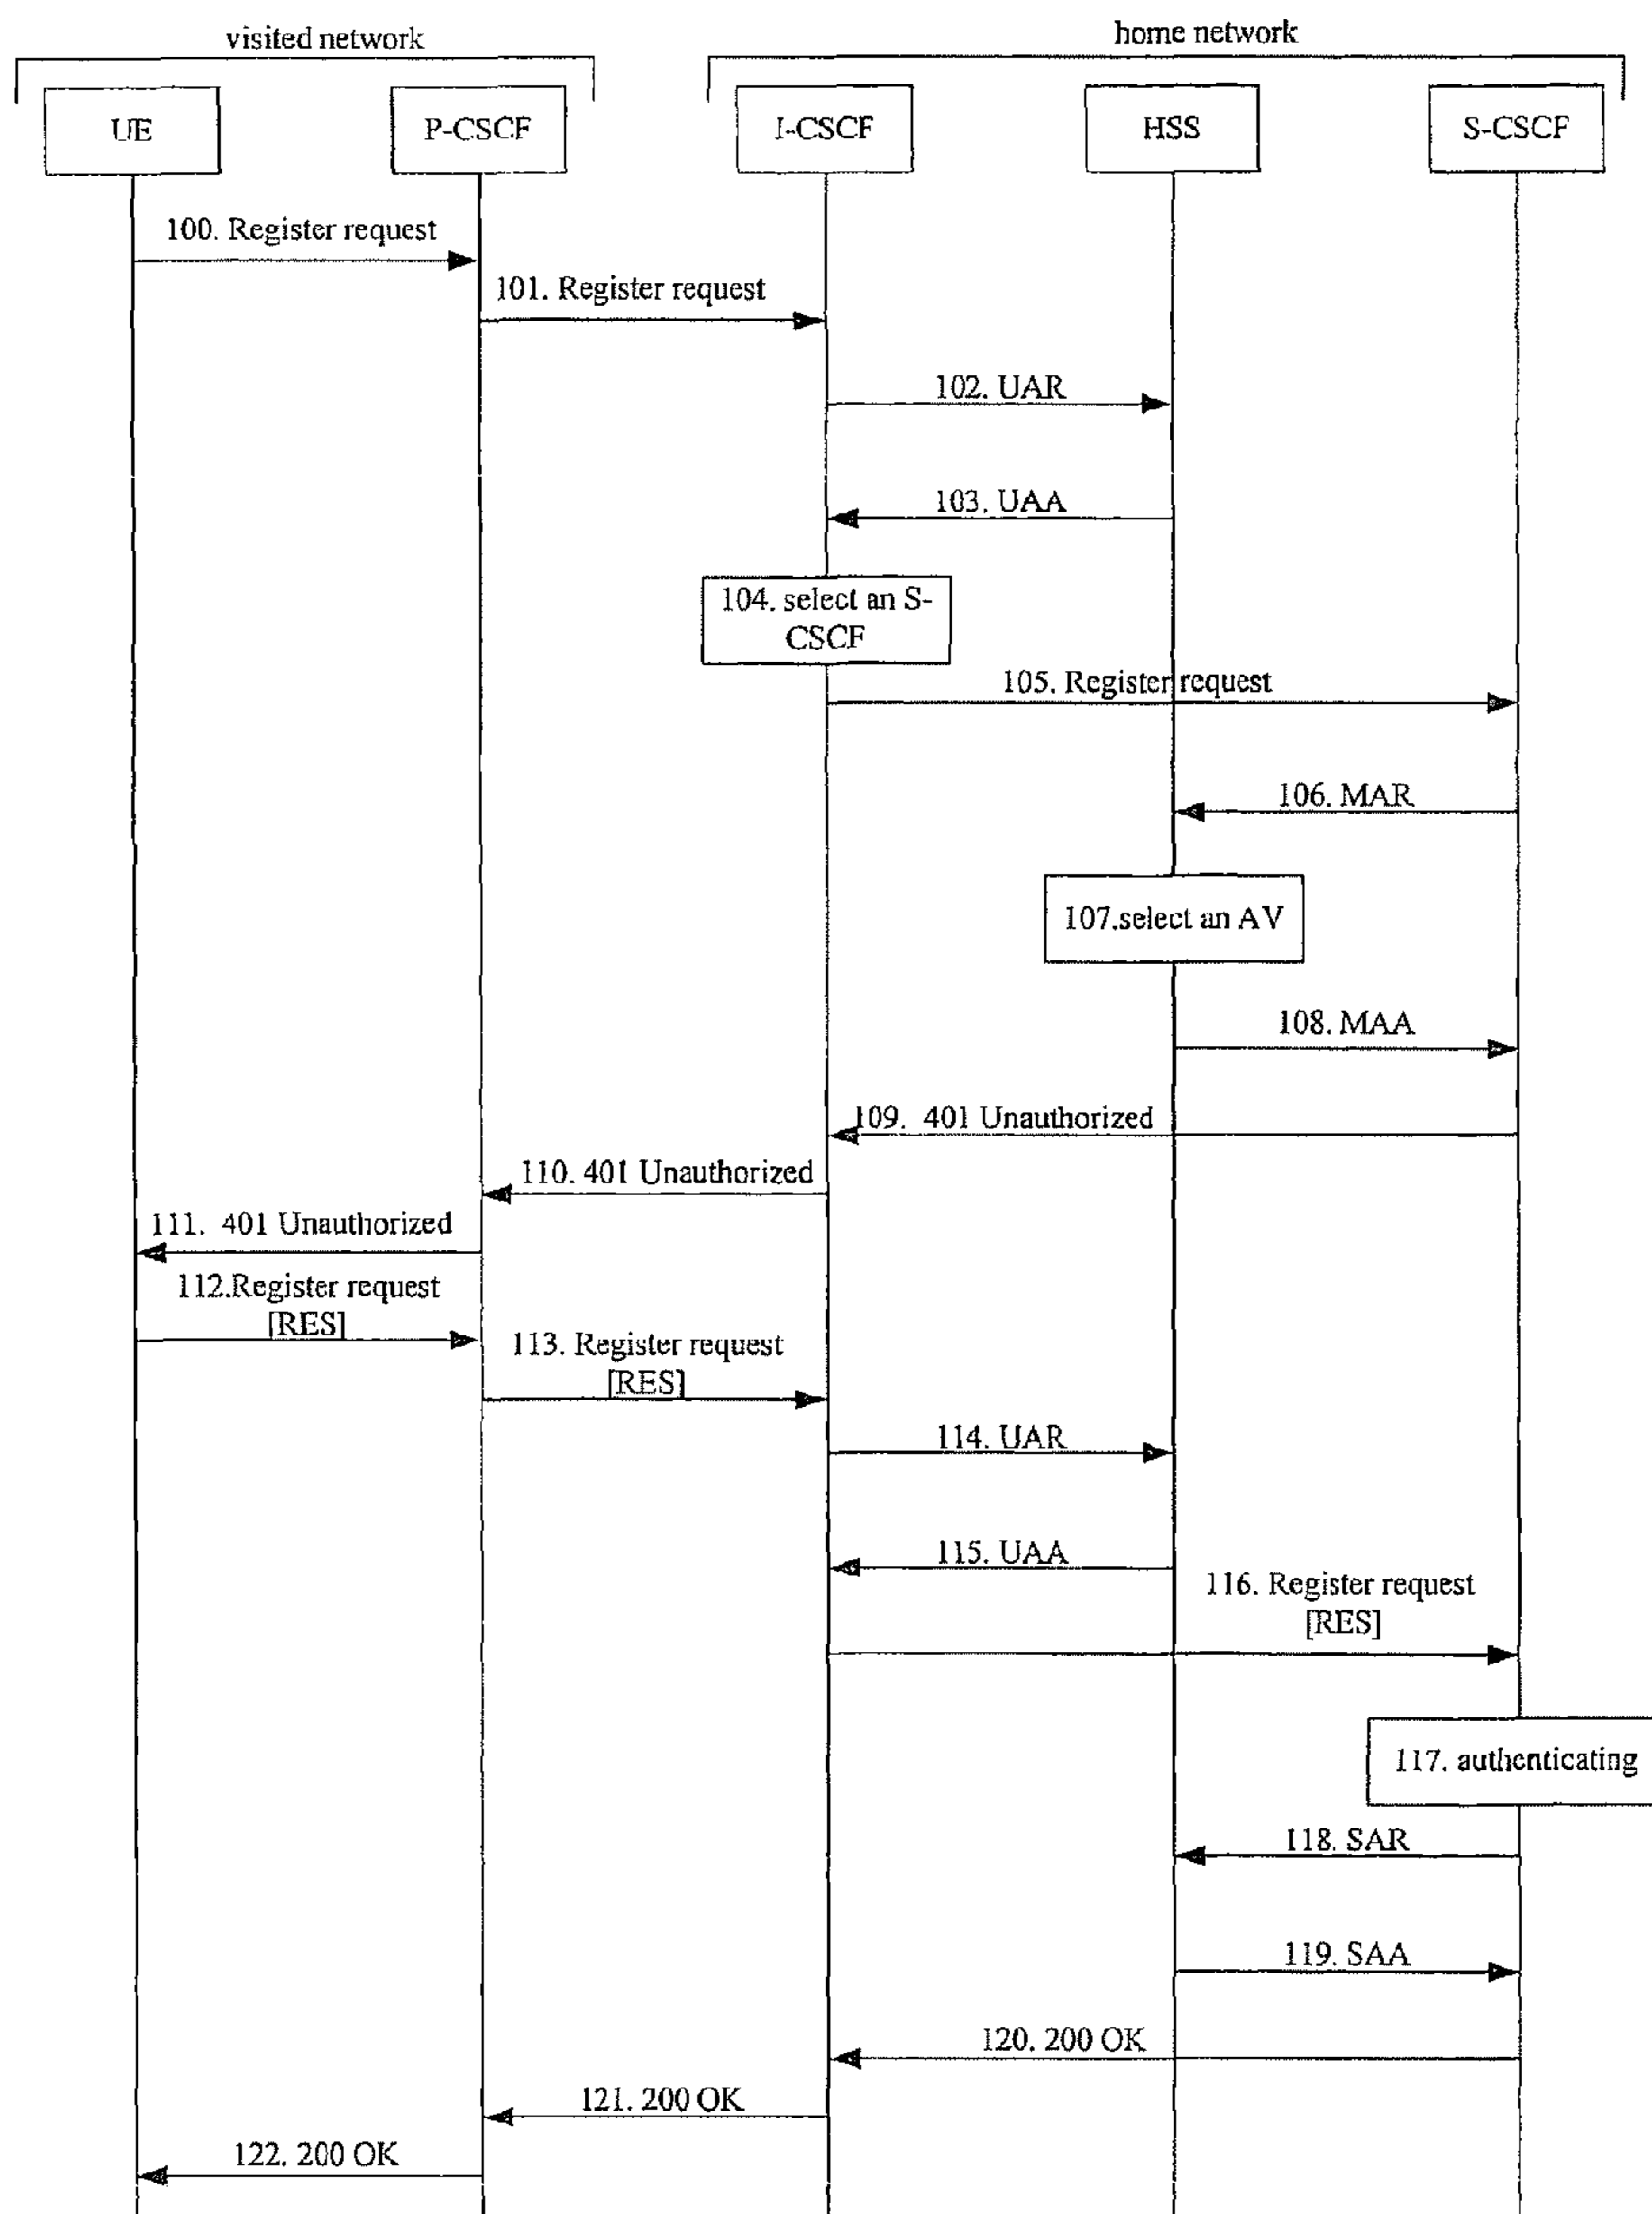 visited network
home network
UE
P-CSCF
I-CSCF
HSS
S-CSCF
100. Register request
101. Register request
102. UAR
103. UAA
104. select an S-
CSCF
105. Register request
106. MAR
107.select an AV
108. MAA
109. 401 Unauthorized
110. 401 Unauthorized
111. 401 Unauthorized
112.Register request
[RES]
113. Register request
[RES]
114. UAR
115. UAA
116. Register request
[RES]
117. authenticating
118. SAR
119. SAA
120. 200 OK
121. 200 OK
122. 200 OK